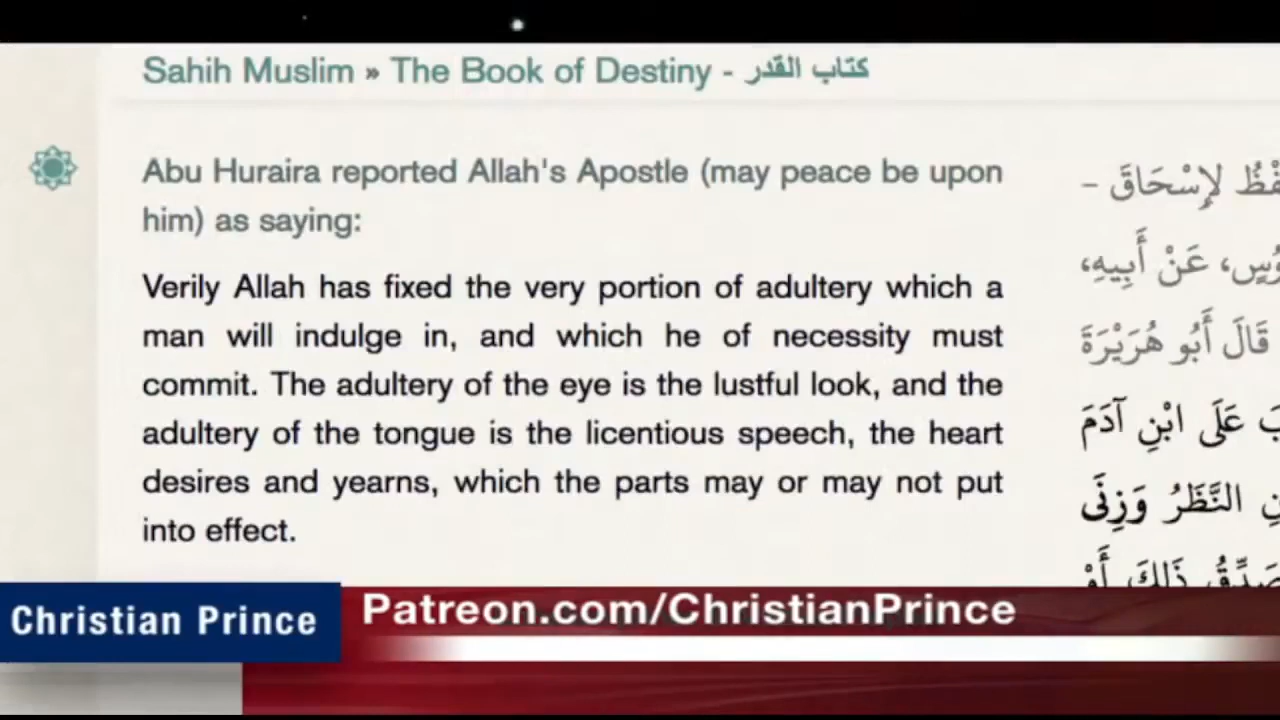 Sahih Muslim » The Book of Destiny - كتاب القدر
Abu Huraira reported Allah's Apostle (may peace be upon
him) as saying:
Verily Allah has fixed the very portion of adultery which a
man will indulge in, and which he of necessity must
commit. The adultery of the eye is the lustful look, and the
adultery of the tongue is the licentious speech, the heart
desires and yearns, which the parts may or may not put
into effect.
لإِسْحَاقَ -
عَنْ أَبِيهِ،
قَالَ أَبُو هُرَيْرَةَ
عَلَى ابْنِ آدَمَ
النَّظَرُ وَزِنَى
ذَلِكَ أَوْ
Christian Prince
Patreon.com/ChristianPrince